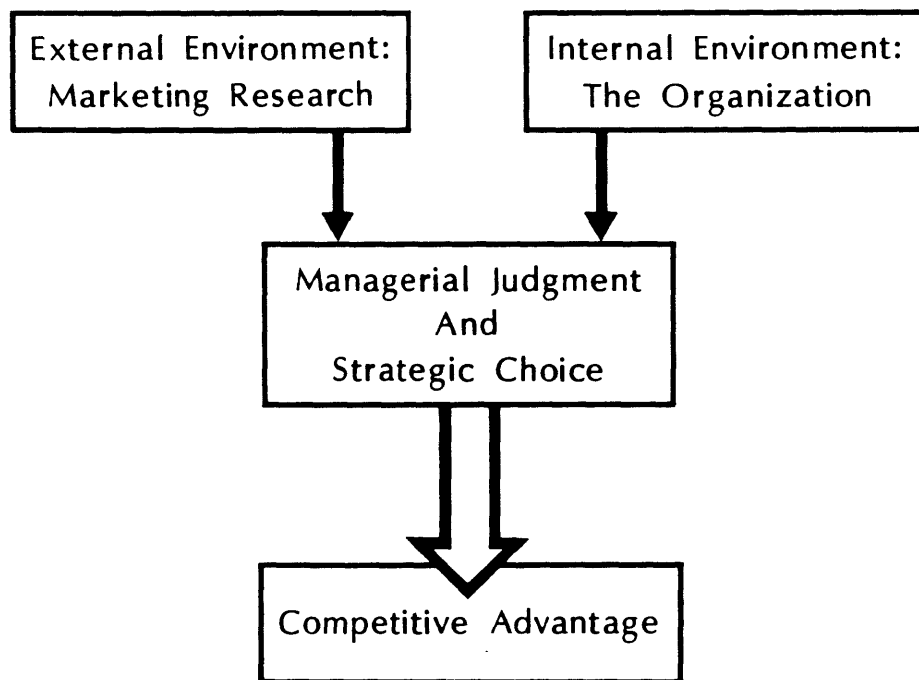 External Environment:
Marketing Research
Internal Environment:
The Organization
Managerial Judgment
And
Strategic Choice
Competitive Advantage